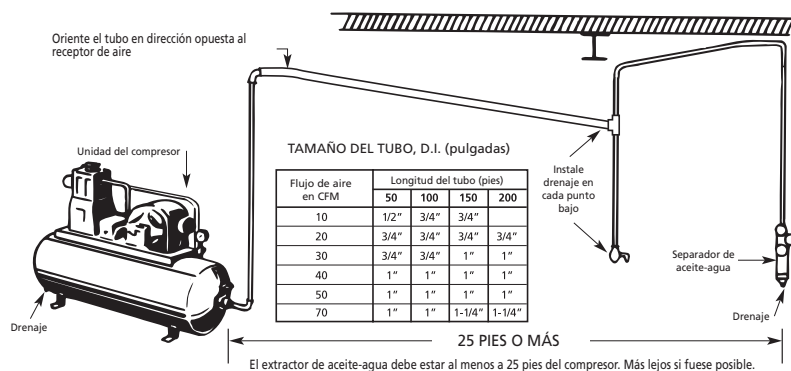 Oriente el tubo en dirección opuesta al
receptor de aire
Unidad del compresor
TAMAÑO DEL TUBO, D.I. (pulgadas)
Flujo de aire
en CFM
Longitud del tubo (pies)
50 100 150 200
10 1/2" 3/4" 3/4"
20 3/4" 3/4" 3/4" 3/4"
30 3/4" 3/4" 1" 1"
40 1" 1" 1" 1"
50 1" 1" 1" 1"
70 1" 1" 1-1/4" 1-1/4"
Instale
drenaje en
cada punto
bajo
Separador de
aceite-agua
Drenaje
Drenaje
25 PIES O MÁS
El extractor de aceite-agua debe estar al menos a 25 pies del compresor. Más lejos si fuese posible.